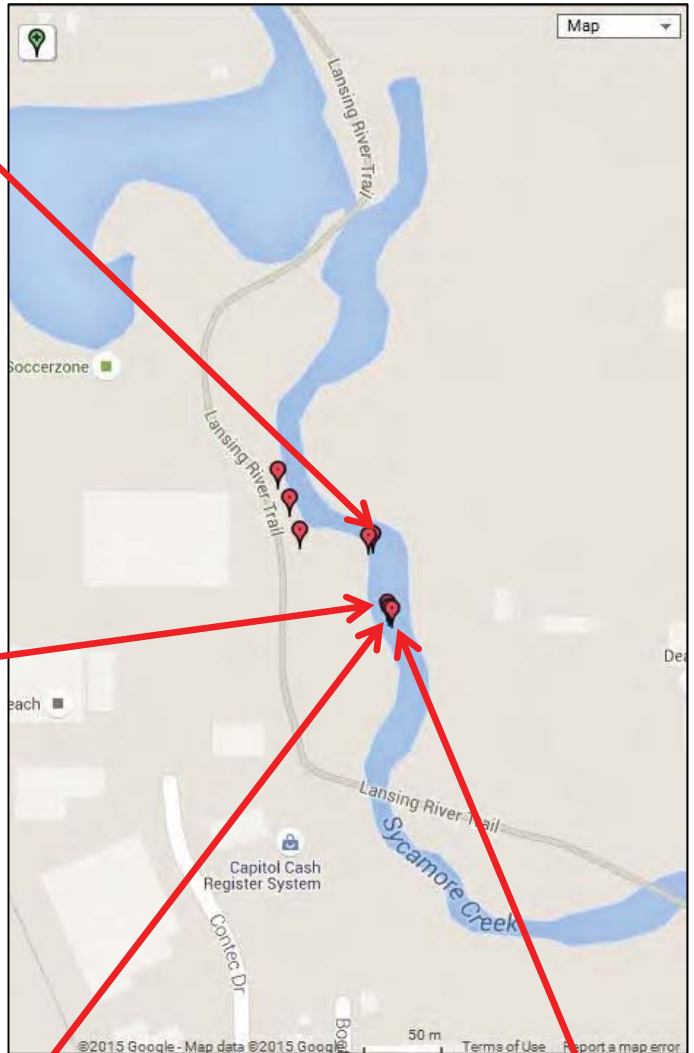 Map
Lansing River Trail
Soccerzone
Lansing River Trail
each
Lansing River Trail
Sycamore Creek
Capitol Cash
Register System
Contec Dr
50 m
©2015 Google - Map data ©2015 Google
Terms of Use
Report a map error